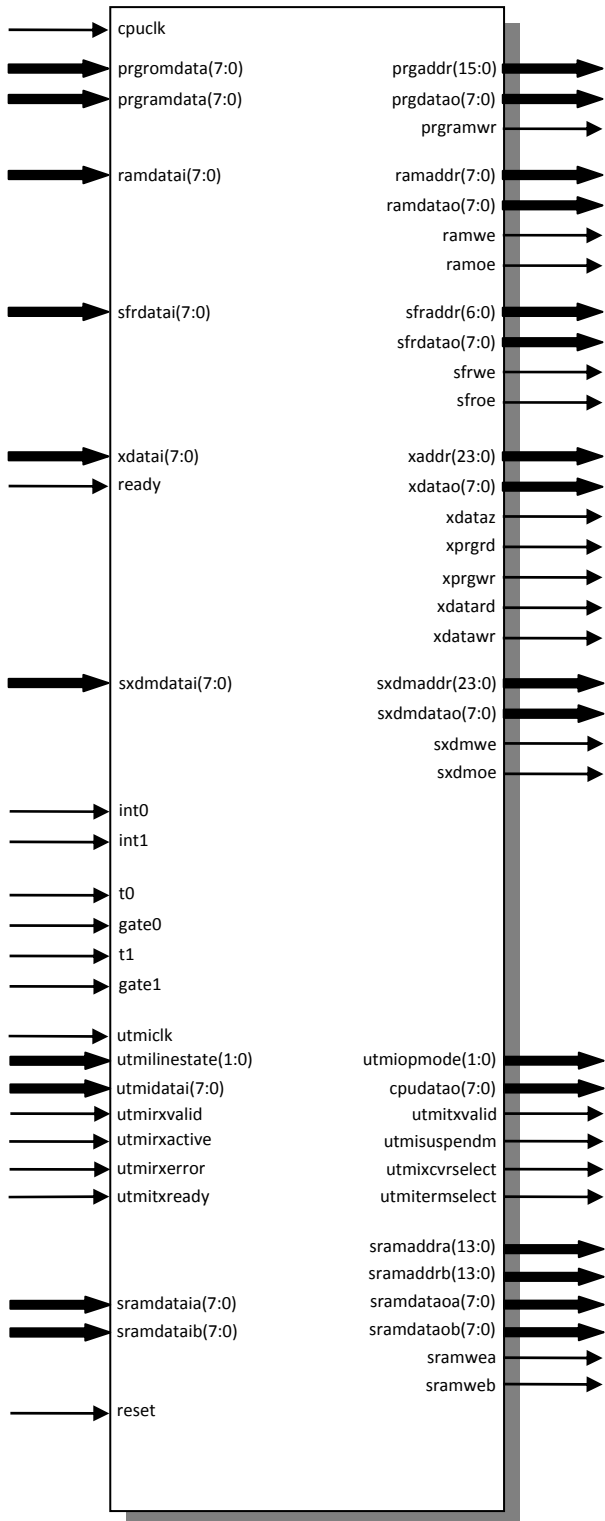 cpuclk
prgromdata(7:0) prgaddr(15:0)
prgramdata(7:0) prgdatao(7:0)
prgramwr
ramdatai(7:0) ramaddr(7:0)
ramdatao(7:0)
ramwe
ramoe
sfrdatai(7:0) sfraddr(6:0)
sfrdatao(7:0)
sfrwe
sfroe
xdatai(7:0) xaddr(23:0)
ready xdatao(7:0)
xdataz
xprgrd
xprgwr
xdatard
xdatawr
sxdmdatai(7:0) sxdmaddr(23:0)
sxdmdatao(7:0)
sxdmwe
sxdmoe
int0
int1
t0
gate0
t1
gate1
utmiclk
utmilinestate(1:0) utmiopmode(1:0)
utmidatai(7:0) cpudatao(7:0)
utmirxvalid utmitxvalid
utmirxactive utmisuspendm
utmirxerror utmixcvrselect
utmitxready utmitermselect
sramaddra(13:0)
sramaddrb(13:0)
sramdataia(7:0) sramdataoa(7:0)
sramdataib(7:0) sramdataob(7:0)
sramwea
sramweb
reset